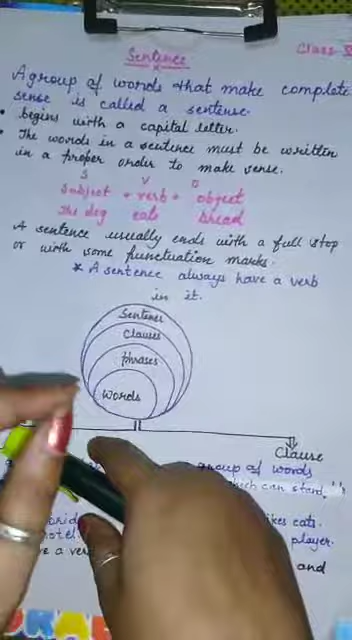 Sentence
Class
A group of words that make complete
sense is called a sentence.
• begins with a capital letter.
• The words in a sentence must be written
in a proper order to make sense.
S V O
Subject + verb + object
The dog eats bread
A sentence usually ends with a full stop
or with some punctuation marks.
* A sentence always have a verb
in it.
Sentences
Clauses
Phrases
Words
Clause
group of words
which can stand
likes cats.
hotel. player.
and